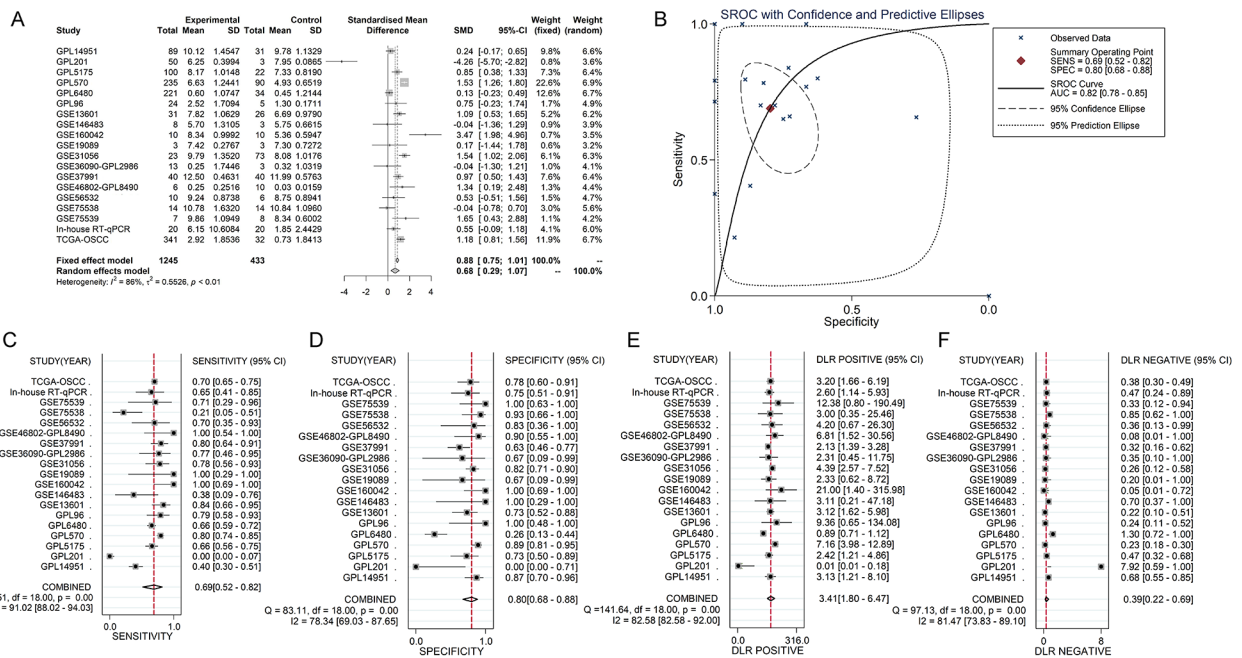 A
Experimental Control Standardised Mean Weight Weight
Study Total Mean SD Total Mean SD Difference SMD 95%-CI (fixed) (random)
GPL14951 89 10.12 1.4547 31 9.78 1.1329 0.24 [-0.17; 0.65] 9.8% 6.6%
GPL201 50 6.25 0.3994 3 7.95 0.0865 -4.26 [-5.70; -2.82] 0.8% 3.6%
GPL5175 100 8.17 1.0148 22 7.33 0.8190 0.85 [ 0.38; 1.33] 7.3% 6.4%
GPL570 235 6.63 1.2441 90 4.93 0.6519 1.53 [ 1.26; 1.80] 22.6% 6.8%
GPL6480 221 0.60 1.0747 34 0.45 1.2144 0.13 [-0.23; 0.49] 12.6% 6.7%
GPL96 24 2.52 1.7094 5 1.30 0.1711 0.75 [-0.23; 1.74] 1.7% 4.9%
GSE13601 31 7.82 1.0629 26 6.69 0.9790 1.09 [ 0.53; 1.65] 5.2% 6.2%
GSE146483 8 5.70 1.3105 3 5.75 0.6815 -0.04 [-1.36; 1.29] 0.9% 3.9%
GSE160042 10 8.34 0.9992 10 5.36 0.5947 3.47 [ 1.98; 4.96] 0.7% 3.5%
GSE19089 3 7.42 0.2767 3 7.30 0.7272 0.17 [-1.44; 1.78] 0.6% 3.2%
GSE31056 23 9.79 1.3520 73 8.08 1.0176 1.54 [ 1.02; 2.06] 6.1% 6.3%
GSE36090-GPL2986 13 0.25 1.7446 3 0.32 1.0319 -0.04 [-1.30; 1.21] 1.0% 4.1%
GSE37991 40 12.50 0.4631 40 11.99 0.5763 0.97 [ 0.50; 1.43] 7.6% 6.4%
GSE46802-GPL8490 6 0.25 0.2516 10 0.03 0.0159 1.34 [ 0.19; 2.48] 1.3% 4.4%
GSE56532 10 9.24 0.8738 6 8.75 0.8941 0.53 [-0.51; 1.56] 1.5% 4.7%
GSE75538 14 10.78 1.6320 14 10.84 1.0960 -0.04 [-0.78; 0.70] 3.0% 5.7%
GSE75539 7 9.86 1.0949 8 8.34 0.6002 1.65 [ 0.43; 2.88] 1.1% 4.2%
In-house RT-qPCR 20 6.15 10.6084 20 1.85 2.4429 0.55 [-0.09; 1.18] 4.1% 6.0%
TCGA-OSCC 341 2.92 1.8536 32 0.73 1.8413 1.18 [ 0.81; 1.56] 11.9% 6.7%
Fixed effect model 1245 433 0.88 [ 0.75; 1.01] 100.0% --
Random effects model 0.68 [ 0.29; 1.07] -- 100.0%
Heterogeneity: I² = 86%, τ² = 0.5526, p < 0.01
-4 -2 0 2 4
B
SROC with Confidence and Predictive Ellipses
1.0
0.5
0.0
Sensitivity
1.0 0.5 0.0
Specificity
Observed Data
Summary Operating Point
SENS = 0.69 [0.52 - 0.82]
SPEC = 0.80 [0.68 - 0.88]
SROC Curve
AUC = 0.82 [0.78 - 0.85]
95% Confidence Ellipse
95% Prediction Ellipse
C
STUDY(YEAR) SENSITIVITY (95% CI)
TCGA-OSCC . 0.70 [0.65 - 0.75]
In-house RT-qPCR . 0.65 [0.41 - 0.85]
GSE75539 . 0.71 [0.29 - 0.96]
GSE75538 . 0.21 [0.05 - 0.51]
GSE56532 . 0.70 [0.35 - 0.93]
GSE46802-GPL8490 . 1.00 [0.54 - 1.00]
GSE37991 . 0.80 [0.64 - 0.91]
GSE36090-GPL2986 . 0.77 [0.46 - 0.95]
GSE31056 . 0.78 [0.56 - 0.93]
GSE19089 . 1.00 [0.29 - 1.00]
GSE160042 . 1.00 [0.69 - 1.00]
GSE146483 . 0.38 [0.09 - 0.76]
GSE13601 . 0.84 [0.66 - 0.95]
GPL96 . 0.79 [0.58 - 0.93]
GPL6480 . 0.66 [0.59 - 0.72]
GPL570 . 0.80 [0.74 - 0.85]
GPL5175 . 0.66 [0.56 - 0.75]
GPL201 . 0.00 [0.00 - 0.07]
GPL14951 . 0.40 [0.30 - 0.51]
COMBINED 0.69[0.52 - 0.82]
51, df = 18.00, p = 0.00
= 91.02 [88.02 - 94.03]
0.0 1.0
SENSITIVITY
D
STUDY(YEAR) SPECIFICITY (95% CI)
TCGA-OSCC . 0.78 [0.60 - 0.91]
In-house RT-qPCR . 0.75 [0.51 - 0.91]
GSE75539 . 1.00 [0.63 - 1.00]
GSE75538 . 0.93 [0.66 - 1.00]
GSE56532 . 0.83 [0.36 - 1.00]
GSE46802-GPL8490 . 0.90 [0.55 - 1.00]
GSE37991 . 0.63 [0.46 - 0.77]
GSE36090-GPL2986 . 0.67 [0.09 - 0.99]
GSE31056 . 0.82 [0.71 - 0.90]
GSE19089 . 0.67 [0.09 - 0.99]
GSE160042 . 1.00 [0.69 - 1.00]
GSE146483 . 1.00 [0.29 - 1.00]
GSE13601 . 0.73 [0.52 - 0.88]
GPL96 . 1.00 [0.48 - 1.00]
GPL6480 . 0.26 [0.13 - 0.44]
GPL570 . 0.89 [0.81 - 0.95]
GPL5175 . 0.73 [0.50 - 0.89]
GPL201 . 0.00 [0.00 - 0.71]
GPL14951 . 0.87 [0.70 - 0.96]
COMBINED 0.80[0.68 - 0.88]
Q = 83.11, df = 18.00, p = 0.00
I2 = 78.34 [69.03 - 87.65]
0.0 1.0
SPECIFICITY
E
STUDY(YEAR) DLR POSITIVE (95% CI)
TCGA-OSCC . 3.20 [1.66 - 6.19]
In-house RT-qPCR . 2.60 [1.14 - 5.93]
GSE75539 . 12.38 [0.80 - 190.49]
GSE75538 . 3.00 [0.35 - 25.46]
GSE56532 . 4.20 [0.67 - 26.30]
GSE46802-GPL8490 . 6.81 [1.52 - 30.56]
GSE37991 . 2.13 [1.39 - 3.28]
GSE36090-GPL2986 . 2.31 [0.45 - 11.75]
GSE31056 . 4.39 [2.57 - 7.52]
GSE19089 . 2.33 [0.62 - 8.72]
GSE160042 . 21.00 [1.40 - 315.98]
GSE146483 . 3.11 [0.21 - 47.18]
GSE13601 . 3.12 [1.62 - 5.98]
GPL96 . 9.36 [0.65 - 134.08]
GPL6480 . 0.89 [0.71 - 1.12]
GPL570 . 7.16 [3.98 - 12.89]
GPL5175 . 2.42 [1.21 - 4.86]
GPL201 . 0.01 [0.01 - 0.18]
GPL14951 . 3.13 [1.21 - 8.10]
COMBINED 3.41[1.80 - 6.47]
Q =141.64, df = 18.00, p = 0.00
I2 = 82.58 [82.58 - 92.00]
0.0 316.0
DLR POSITIVE
F
STUDY(YEAR) DLR NEGATIVE (95% CI)
TCGA-OSCC . 0.38 [0.30 - 0.49]
In-house RT-qPCR . 0.47 [0.24 - 0.89]
GSE75539 . 0.33 [0.12 - 0.94]
GSE75538 . 0.85 [0.62 - 1.00]
GSE56532 . 0.36 [0.13 - 0.99]
GSE46802-GPL8490 . 0.08 [0.01 - 1.00]
GSE37991 . 0.32 [0.16 - 0.62]
GSE36090-GPL2986 . 0.35 [0.10 - 1.00]
GSE31056 . 0.26 [0.12 - 0.58]
GSE19089 . 0.20 [0.01 - 1.00]
GSE160042 . 0.05 [0.01 - 0.72]
GSE146483 . 0.70 [0.37 - 1.00]
GSE13601 . 0.22 [0.10 - 0.51]
GPL96 . 0.24 [0.11 - 0.52]
GPL6480 . 1.30 [0.72 - 1.00]
GPL570 . 0.23 [0.18 - 0.30]
GPL5175 . 0.47 [0.32 - 0.68]
GPL201 . 7.92 [0.59 - 1.00]
GPL14951 . 0.68 [0.55 - 0.85]
COMBINED 0.39[0.22 - 0.69]
Q = 97.13, df = 18.00, p = 0.00
I2 = 81.47 [73.83 - 89.10]
0 8
DLR NEGATIVE